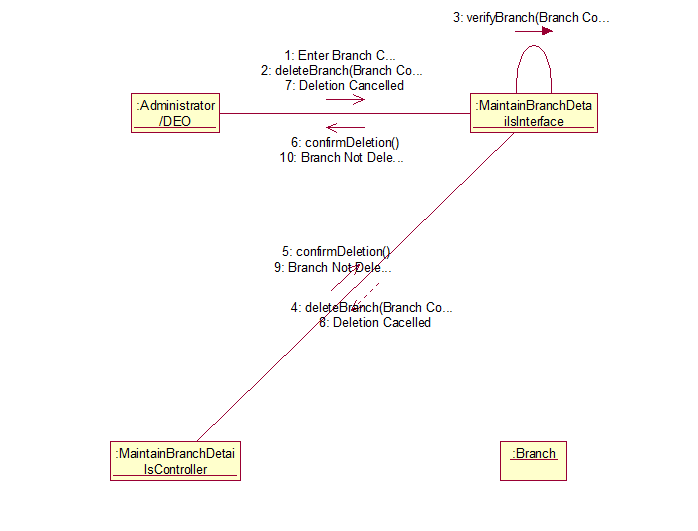 3: verifyBranch(Branch Co...
1: Enter Branch C...
2: deleteBranch(Branch Co...
7: Deletion Cancelled
:Administrator
/DEO
:MaintainBranchDeta
ilsInterface
6: confirmDeletion()
10: Branch Not Dele...
5: confirmDeletion()
9: Branch Not Dele...
4: deleteBranch(Branch Co...
8: Deletion Cacelled
:MaintainBranchDetai
lsController
:Branch